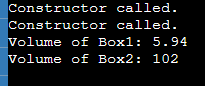 Constructor called.
Constructor called.
Volume of Box1: 5.94
Volume of Box2: 102